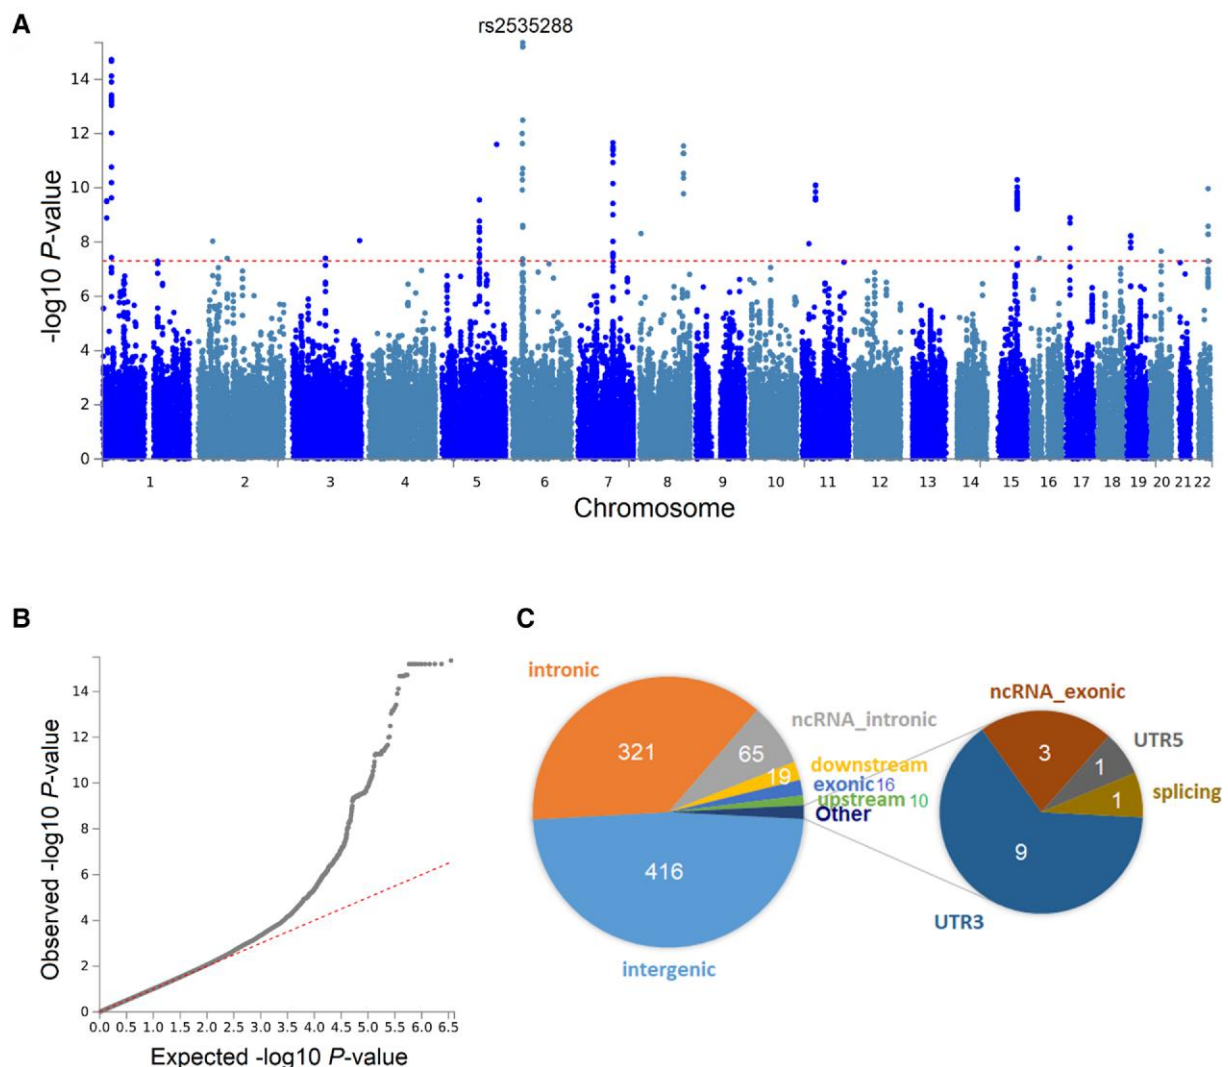 A
rs2535288
14
12
10
8
6
4
2
0
-log10 P-value
1 2 3 4 5 6 7 8 9 10 11 12 13 14 15 16 17 18 19 20 21 22
Chromosome
B
14
12
10
8
6
4
2
0
Observed -log10 P-value
0.0 0.5 1.0 1.5 2.0 2.5 3.0 3.5 4.0 4.5 5.0 5.5 6.0 6.5
Expected -log10 P-value
C
intronic
321
ncRNA_intronic
65
downstream
19
exonic 16
upstream 10
Other
416
intergenic
ncRNA_exonic
3
UTR5
1
splicing
1
9
UTR3